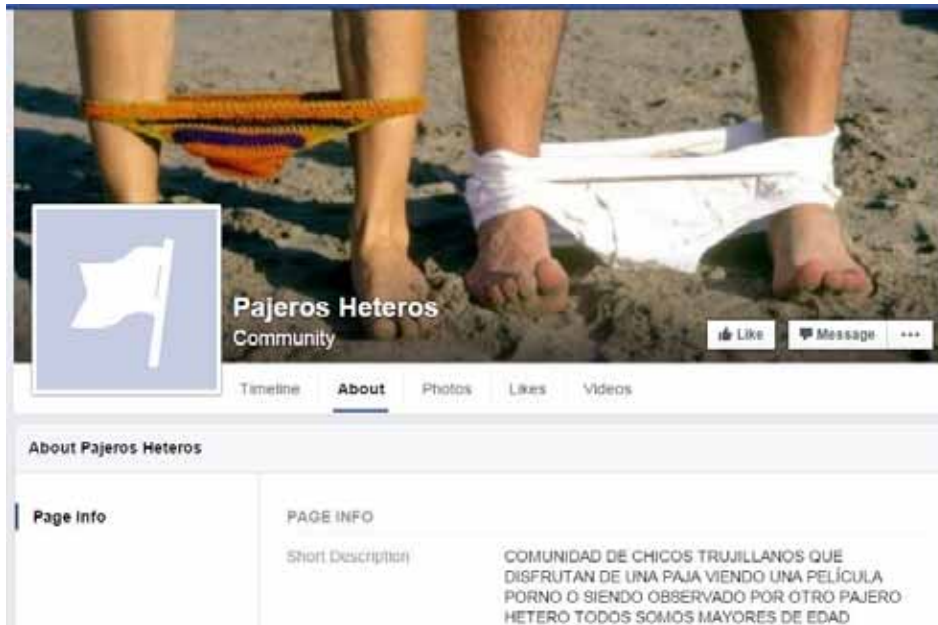 Pajeros Heteros
Community
Like
Message
Timeline About Photos Likes Videos
About Pajeros Heteros
Page Info
PAGE INFO
Short Description
COMUNIDAD DE CHICOS TRUJILLANOS QUE
DISFRUTAN DE UNA PAJA VIENDO UNA PELÍCULA
PORNO O SIENDO OBSERVADO POR OTRO PAJERO
HETERO TODOS SOMOS MAYORES DE EDAD